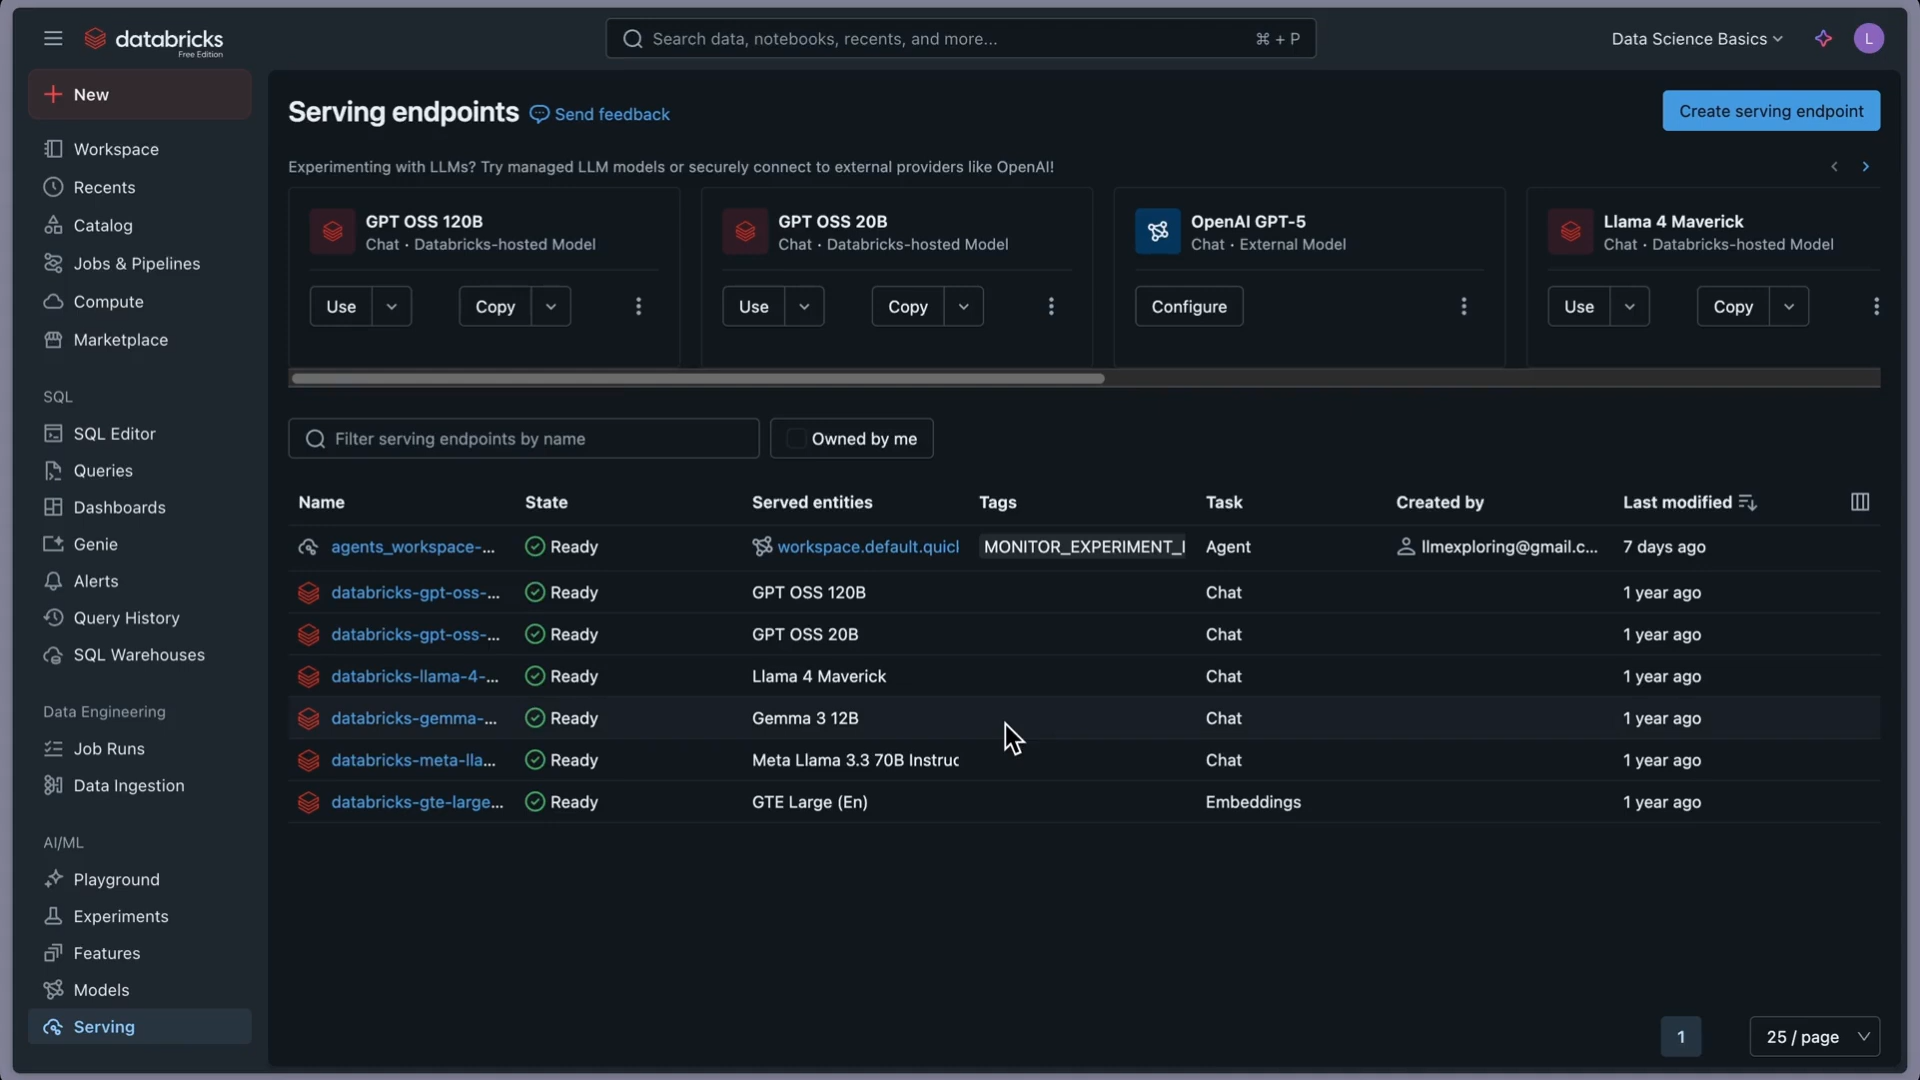 databricks
Free Edition
Search data, notebooks, recents, and more...
⌘ + P
Data Science Basics
L
New
Workspace
Recents
Catalog
Jobs & Pipelines
Compute
Marketplace
SQL
SQL Editor
Queries
Dashboards
Genie
Alerts
Query History
SQL Warehouses
Data Engineering
Job Runs
Data Ingestion
AI/ML
Playground
Experiments
Features
Models
Serving
Serving endpoints
Send feedback
Create serving endpoint
Experimenting with LLMs? Try managed LLM models or securely connect to external providers like OpenAI!
GPT OSS 120B
Chat · Databricks-hosted Model
Use
Copy
GPT OSS 20B
Chat · Databricks-hosted Model
Use
Copy
OpenAI GPT-5
Chat · External Model
Configure
Llama 4 Maverick
Chat · Databricks-hosted Model
Use
Copy
Filter serving endpoints by name
Owned by me
Name State Served entities Tags Task Created by Last modified
agents_workspace-... Ready workspace.default.quicl MONITOR_EXPERIMENT_I Agent llmexploring@gmail.c... 7 days ago
databricks-gpt-oss-... Ready GPT OSS 120B Chat 1 year ago
databricks-gpt-oss-... Ready GPT OSS 20B Chat 1 year ago
databricks-llama-4-... Ready Llama 4 Maverick Chat 1 year ago
databricks-gemma-... Ready Gemma 3 12B Chat 1 year ago
databricks-meta-lla... Ready Meta Llama 3.3 70B Instruc Chat 1 year ago
databricks-gte-large... Ready GTE Large (En) Embeddings 1 year ago
1
25 / page